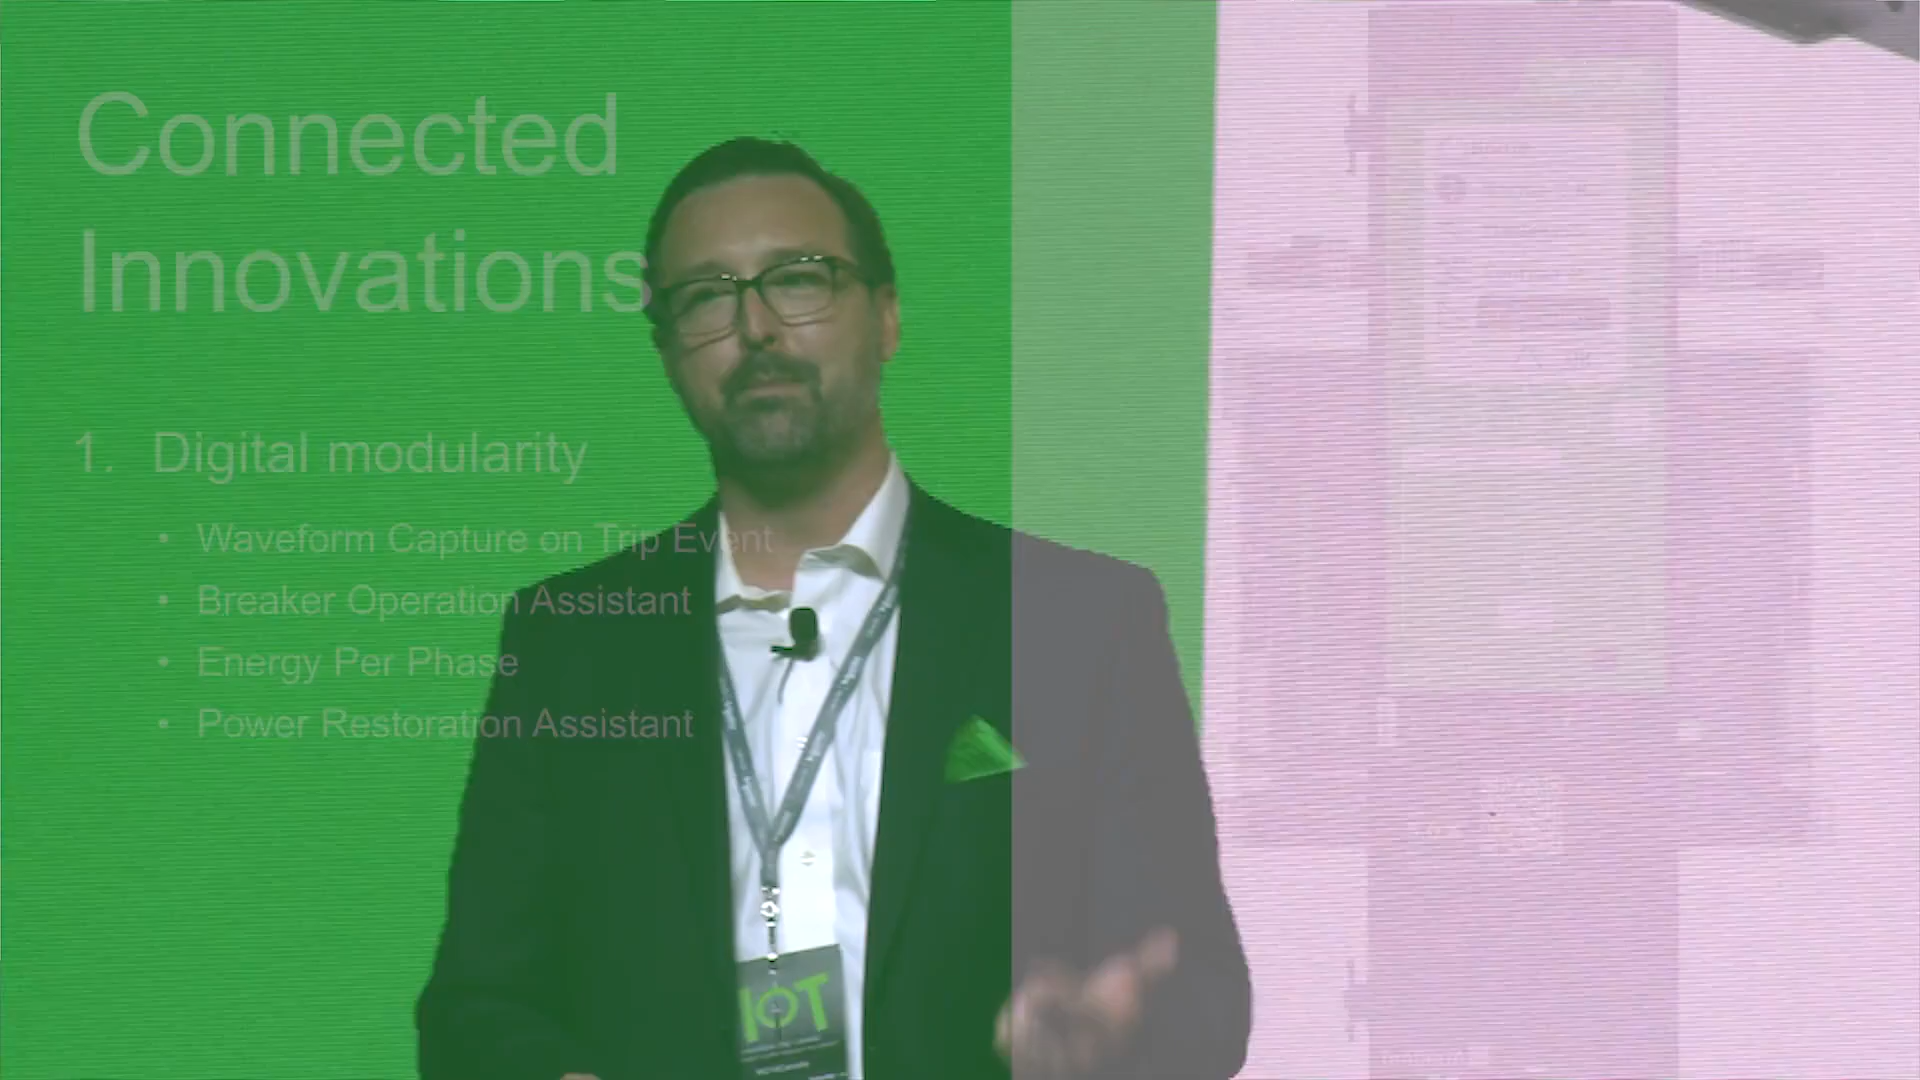 Connected
Innovations
1. Digital modularity
• Waveform Capture on Trip Event
• Breaker Operation Assistant
• Energy Per Phase
• Power Restoration Assistant
IoT